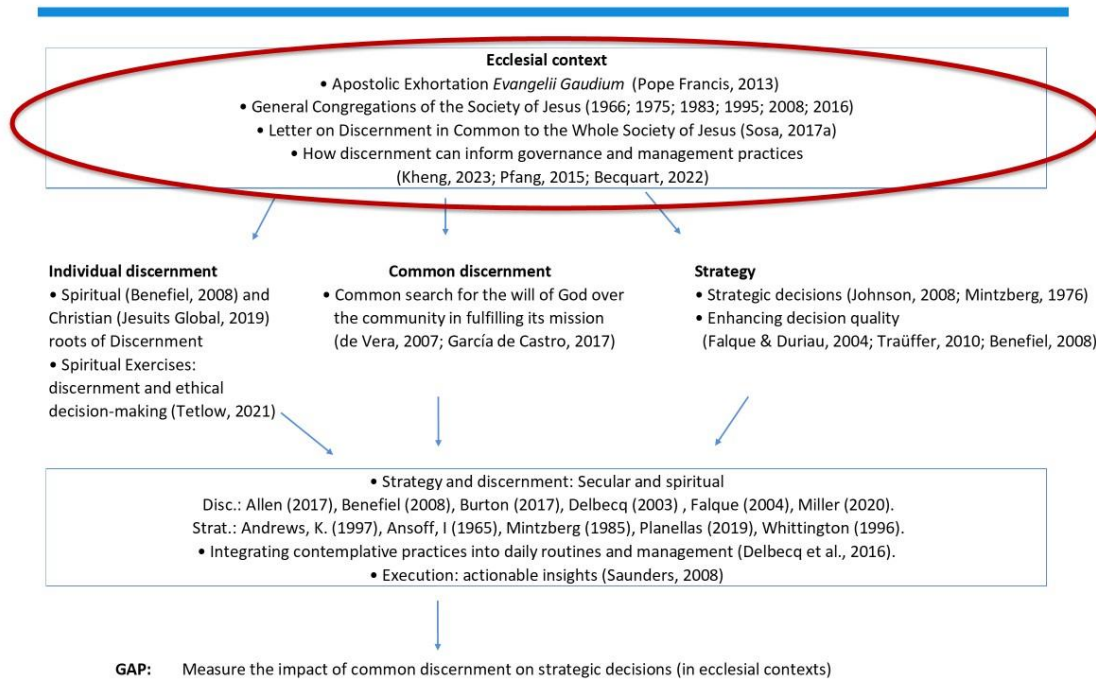 Ecclesial context
• Apostolic Exhortation Evangelii Gaudium (Pope Francis, 2013)
• General Congregations of the Society of Jesus (1966; 1975; 1983; 1995; 2008; 2016)
• Letter on Discernment in Common to the Whole Society of Jesus (Sosa, 2017a)
• How discernment can inform governance and management practices
(Kheng, 2023; Pfang, 2015; Becquart, 2022)
Individual discernment
• Spiritual (Benefiel, 2008) and
Christian (Jesuits Global, 2019)
roots of Discernment
• Spiritual Exercises:
discernment and ethical
decision-making (Tetlow, 2021)
Common discernment
• Common search for the will of God over
the community in fulfilling its mission
(de Vera, 2007; García de Castro, 2017)
Strategy
• Strategic decisions (Johnson, 2008; Mintzberg, 1976)
• Enhancing decision quality
(Falque & Duriau, 2004; Traüffer, 2010; Benefiel, 2008)
• Strategy and discernment: Secular and spiritual
Disc.: Allen (2017), Benefiel (2008), Burton (2017), Delbecq (2003) , Falque (2004), Miller (2020).
Strat.: Andrews, K. (1997), Ansoff, I (1965), Mintzberg (1985), Planellas (2019), Whittington (1996).
• Integrating contemplative practices into daily routines and management (Delbecq et al., 2016).
• Execution: actionable insights (Saunders, 2008)
GAP: Measure the impact of common discernment on strategic decisions (in ecclesial contexts)